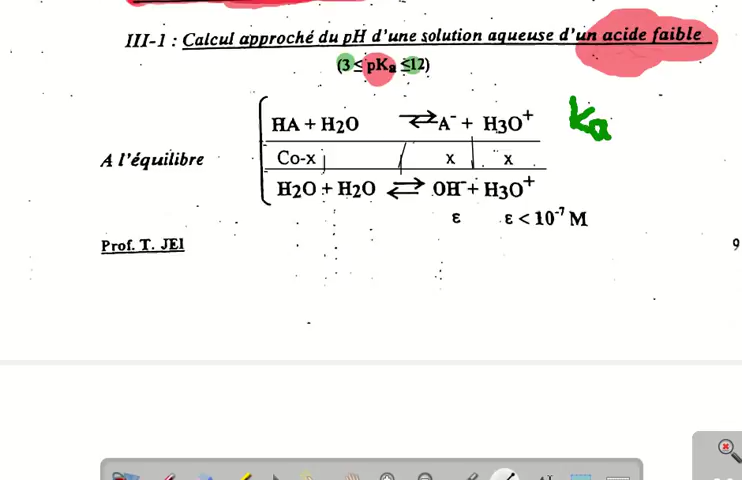 III-1 : Calcul approché du pH d'une solution aqueuse d'un acide faible
(3 ≤ pKa ≤ 12)
HA + H2O ⇌ A⁻ + H3O⁺ Ka
A l'équilibre Co-x / x x
H2O + H2O ⇌ OH⁻ + H3O⁺
ε ε < 10⁻⁷ M
Prof. T. JEI 9